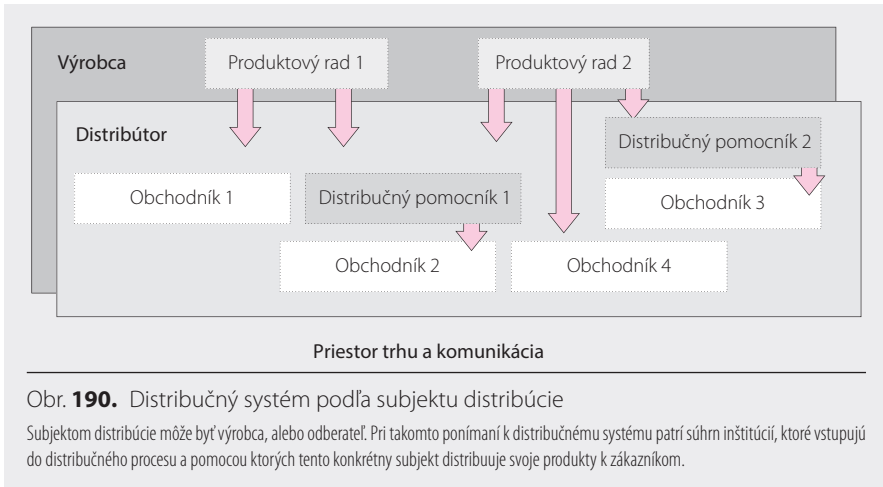 Výrobca
Produktový rad 1
Produktový rad 2
Distribútor
Distribučný pomocník 2
Obchodník 1
Distribučný pomocník 1
Obchodník 3
Obchodník 2
Obchodník 4
Priestor trhu a komunikácia
Obr. 190. Distribučný systém podľa subjektu distribúcie
Subjektom distribúcie môže byť výrobca, alebo odberateľ. Pri takomto ponímaní k distribučnému systému patrí súhrn inštitúcií, ktoré vstupujú
do distribučného procesu a pomocou ktorých tento konkrétny subjekt distribuuje svoje produkty k zákazníkom.